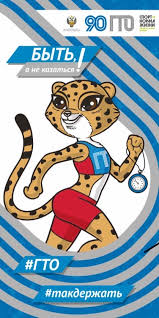 90 ГТО
СПОРТ
НОРМА
ЖИЗНИ
БЫТЬ,!
а не казаться
#ГТО
#такдержать